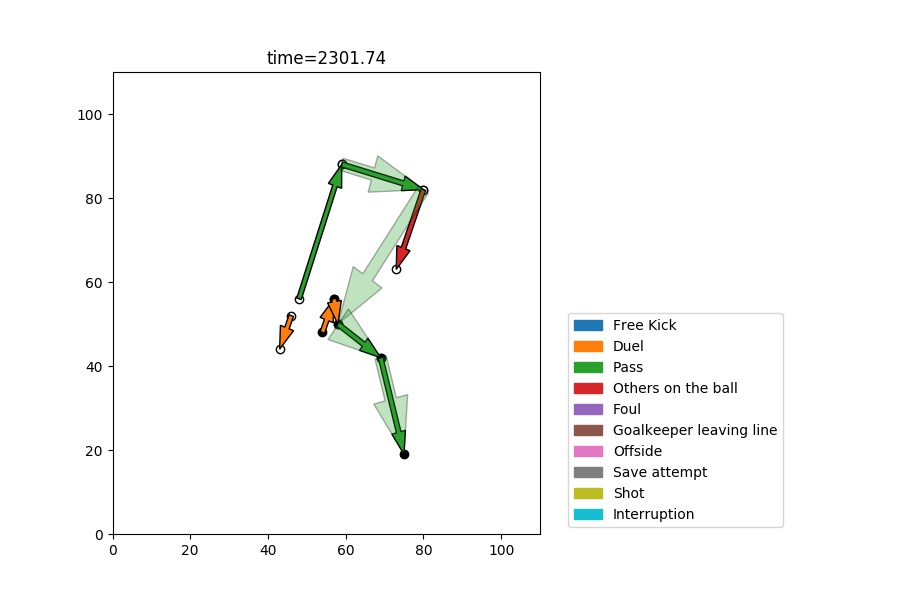 time=2301.74
100
80
60
40
20
0
0 20 40 60 80 100
Free Kick
Duel
Pass
Others on the ball
Foul
Goalkeeper leaving line
Offside
Save attempt
Shot
Interruption